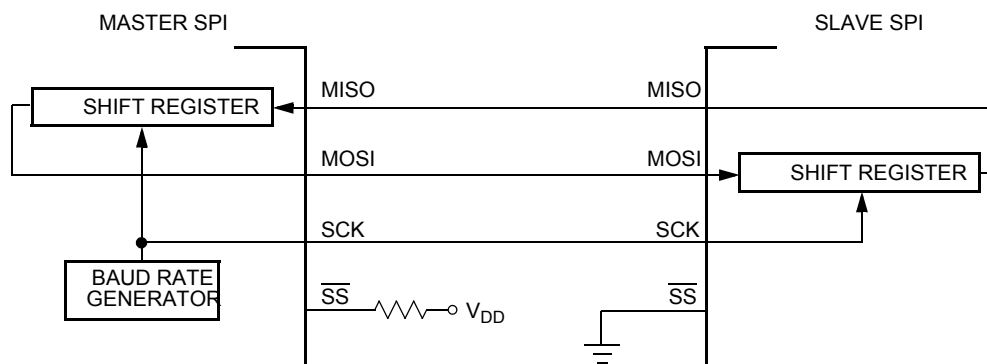 MASTER SPI
SLAVE SPI
MISO
MISO
SHIFT REGISTER
MOSI
MOSI
SHIFT REGISTER
SCK
SCK
BAUD RATE
GENERATOR
SS
V_DD
SS